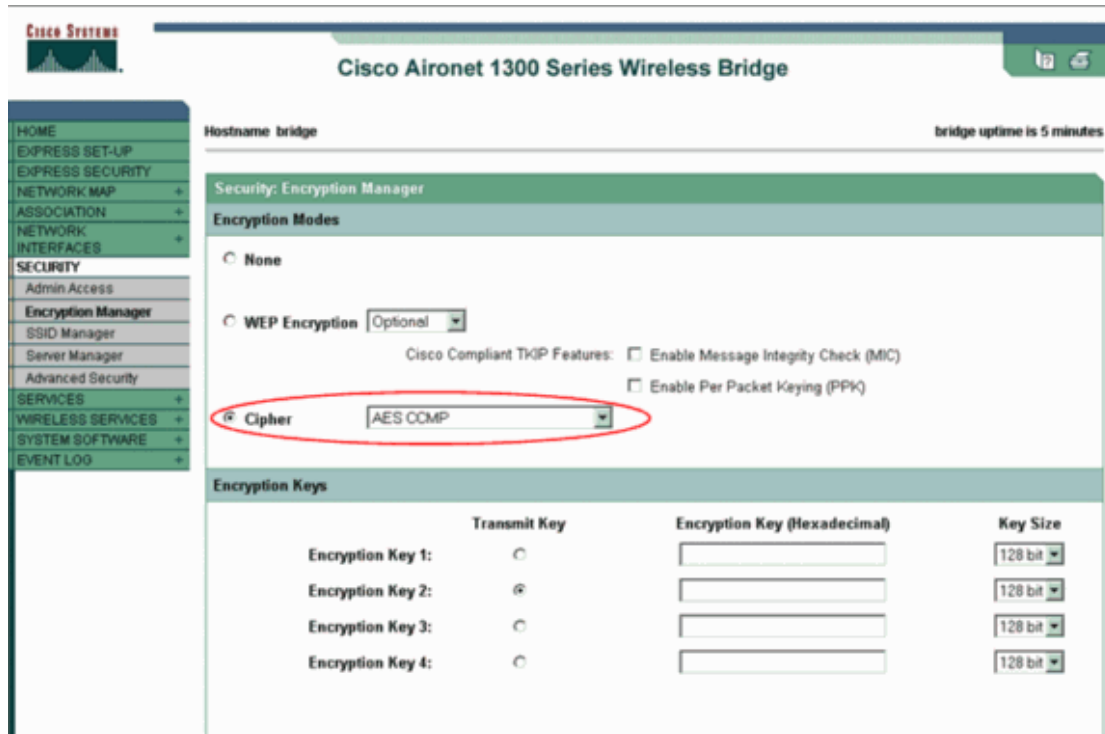 Cisco Systems
Cisco Aironet 1300 Series Wireless Bridge
Hostname bridge
bridge uptime is 5 minutes
HOME
EXPRESS SET-UP
EXPRESS SECURITY
NETWORK MAP +
ASSOCIATION +
NETWORK
INTERFACES +
SECURITY
Admin Access
Encryption Manager
SSID Manager
Server Manager
Advanced Security
SERVICES +
WIRELESS SERVICES +
SYSTEM SOFTWARE +
EVENT LOG +
Security: Encryption Manager
Encryption Modes
None
WEP Encryption Optional
Cisco Compliant TKIP Features: Enable Message Integrity Check (MIC)
Enable Per Packet Keying (PPK)
Cipher AES CCMP
Encryption Keys
Transmit Key Encryption Key (Hexadecimal) Key Size
Encryption Key 1: 128 bit
Encryption Key 2: 128 bit
Encryption Key 3: 128 bit
Encryption Key 4: 128 bit